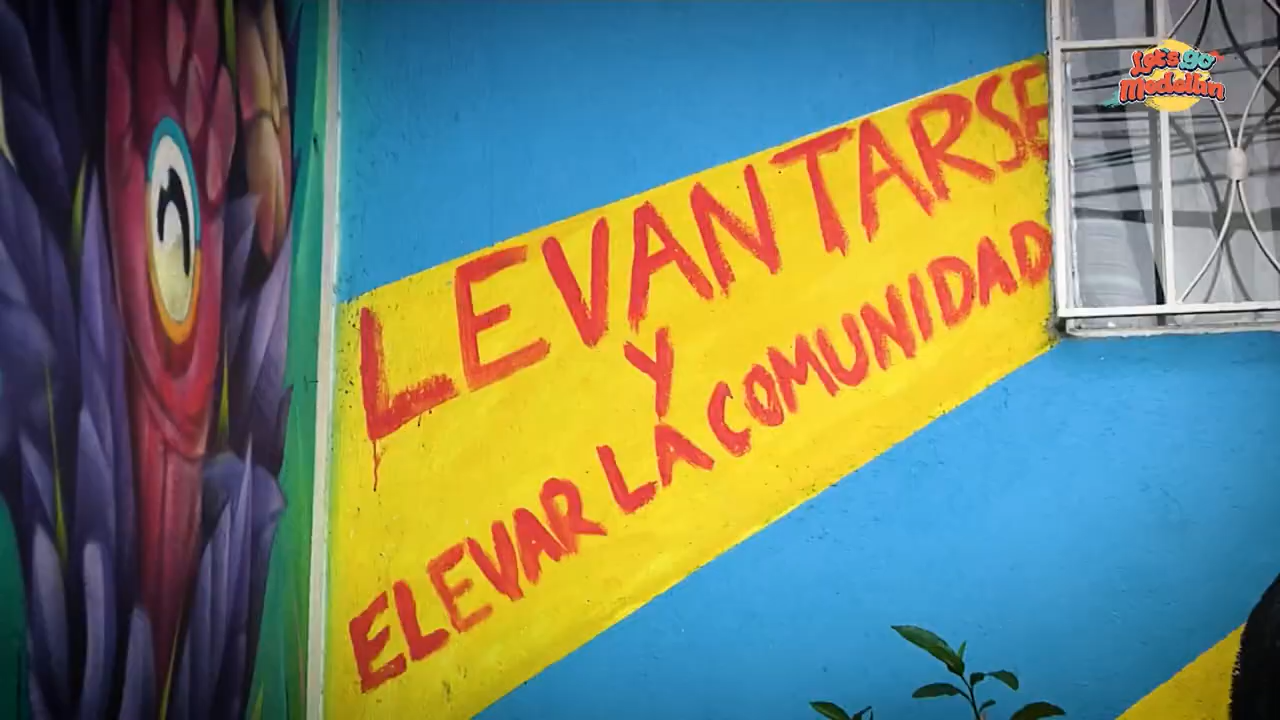 Let's go
Medellín
LEVANTARSE
Y
ELEVAR LA COMUNIDAD